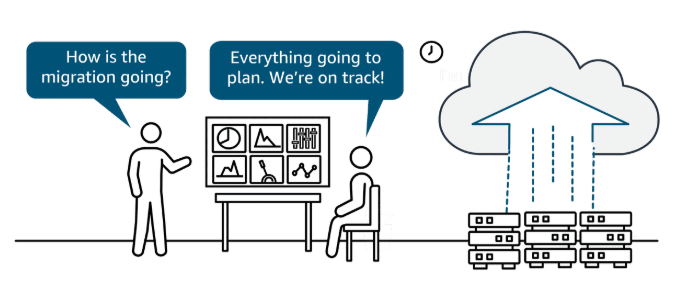 How is the
migration going?
Everything going to
plan. We're on track!